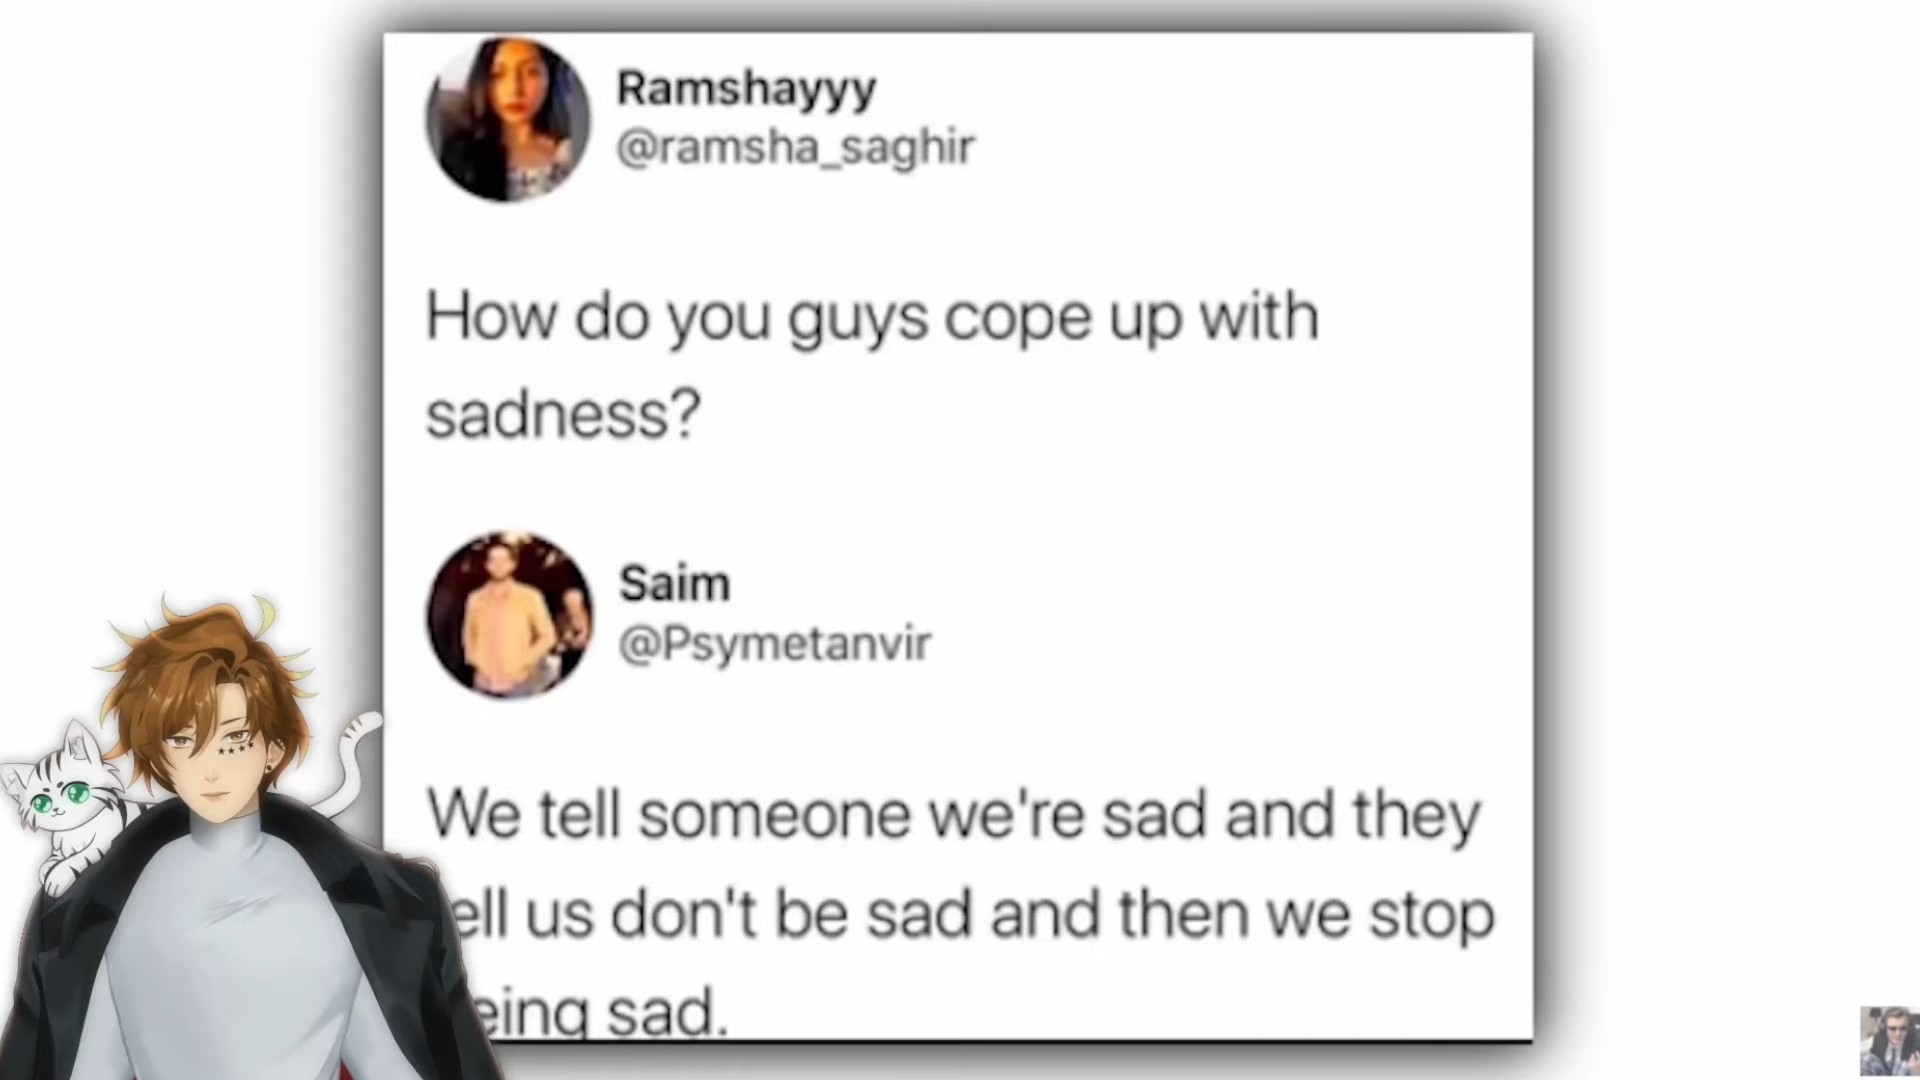 Ramshayyy
@ramsha_saghir
How do you guys cope up with
sadness?
Saim
@Psymetanvir
We tell someone we're sad and they
ell us don't be sad and then we stop
eing sad.